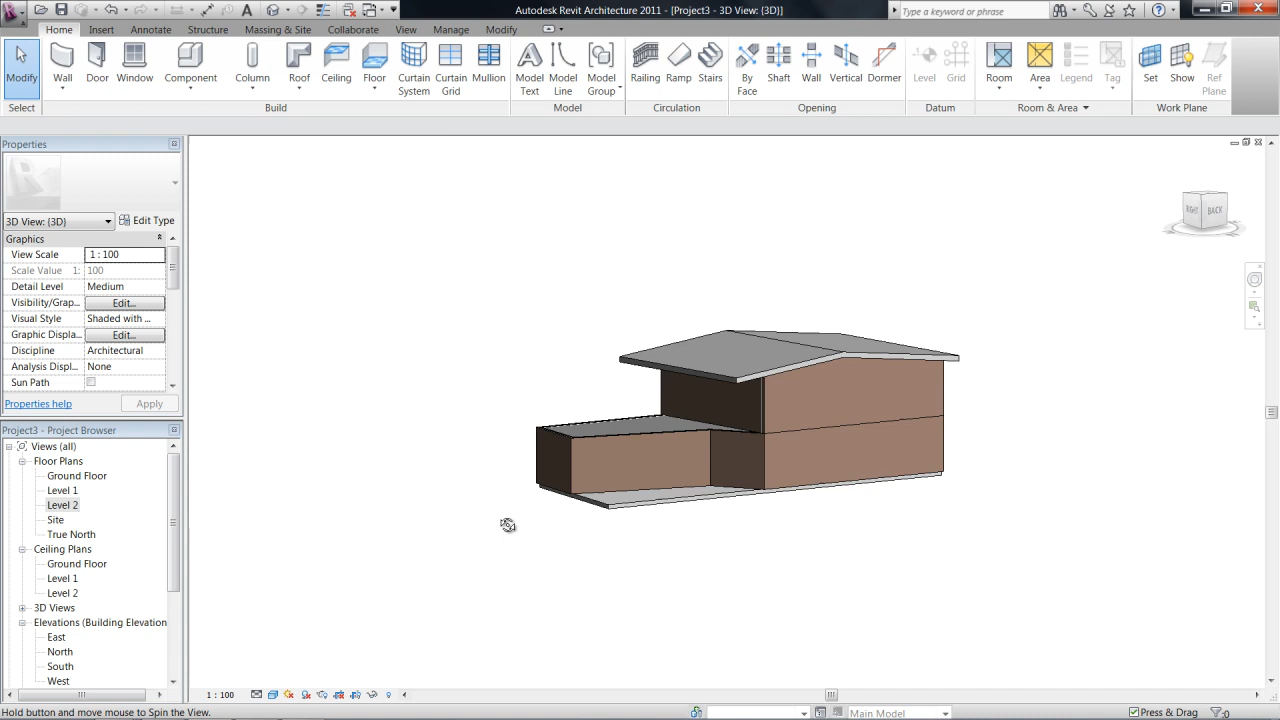 Autodesk Revit Architecture 2011 - [Project3 - 3D View: {3D}]
Type a keyword or phrase
Home Insert Annotate Structure Massing & Site Collaborate View Manage Modify
Modify Wall Door Window Component Column Roof Ceiling Floor Curtain System Curtain Grid Mullion Model Text Model Line Model Group Railing Ramp Stairs By Face Shaft Wall Vertical Dormer Level Grid Room Area Legend Tag Set Show Ref Plane
Select Build Model Circulation Opening Datum Room & Area Work Plane
Properties
3D View: {3D} Edit Type
Graphics
View Scale 1 : 100
Scale Value 1: 100
Detail Level Medium
Visibility/Grap... Edit...
Visual Style Shaded with ...
Graphic Displa... Edit...
Discipline Architectural
Analysis Displ... None
Sun Path
Properties help Apply
Project3 - Project Browser
Views (all)
Floor Plans
Ground Floor
Level 1
Level 2
Site
True North
Ceiling Plans
Ground Floor
Level 1
Level 2
3D Views
Elevations (Building Elevation
East
North
South
West
RIGHT BACK
1 : 100
Hold button and move mouse to Spin the View.
Main Model
Press & Drag
:0